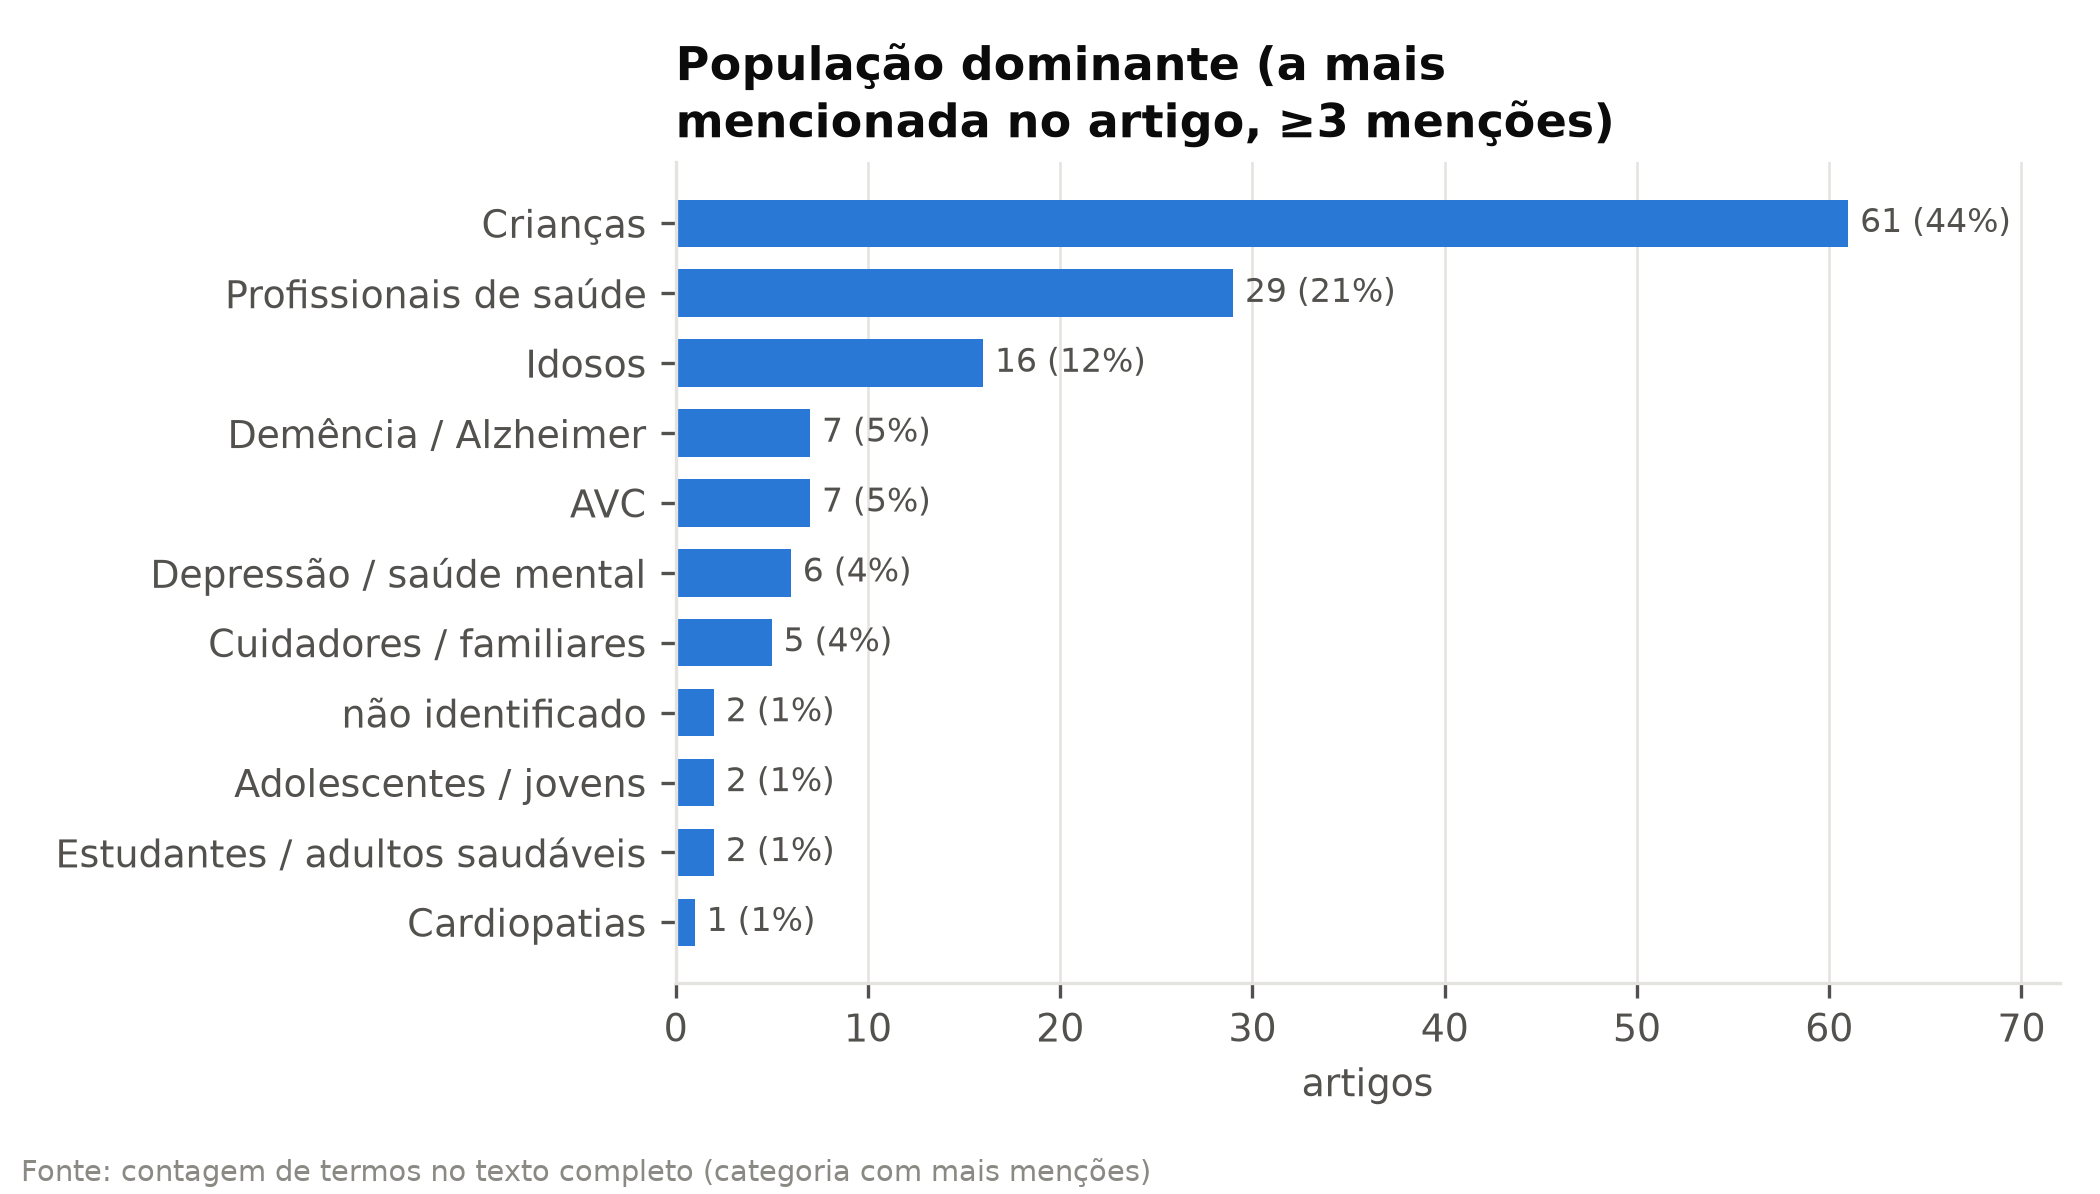 População dominante (a mais
mencionada no artigo, ≥3 menções)
Crianças 61 (44%)
Profissionais de saúde 29 (21%)
Idosos 16 (12%)
Demência / Alzheimer 7 (5%)
AVC 7 (5%)
Depressão / saúde mental 6 (4%)
Cuidadores / familiares 5 (4%)
não identificado 2 (1%)
Adolescentes / jovens 2 (1%)
Estudantes / adultos saudáveis 2 (1%)
Cardiopatias 1 (1%)
0 10 20 30 40 50 60 70
artigos
Fonte: contagem de termos no texto completo (categoria com mais menções)